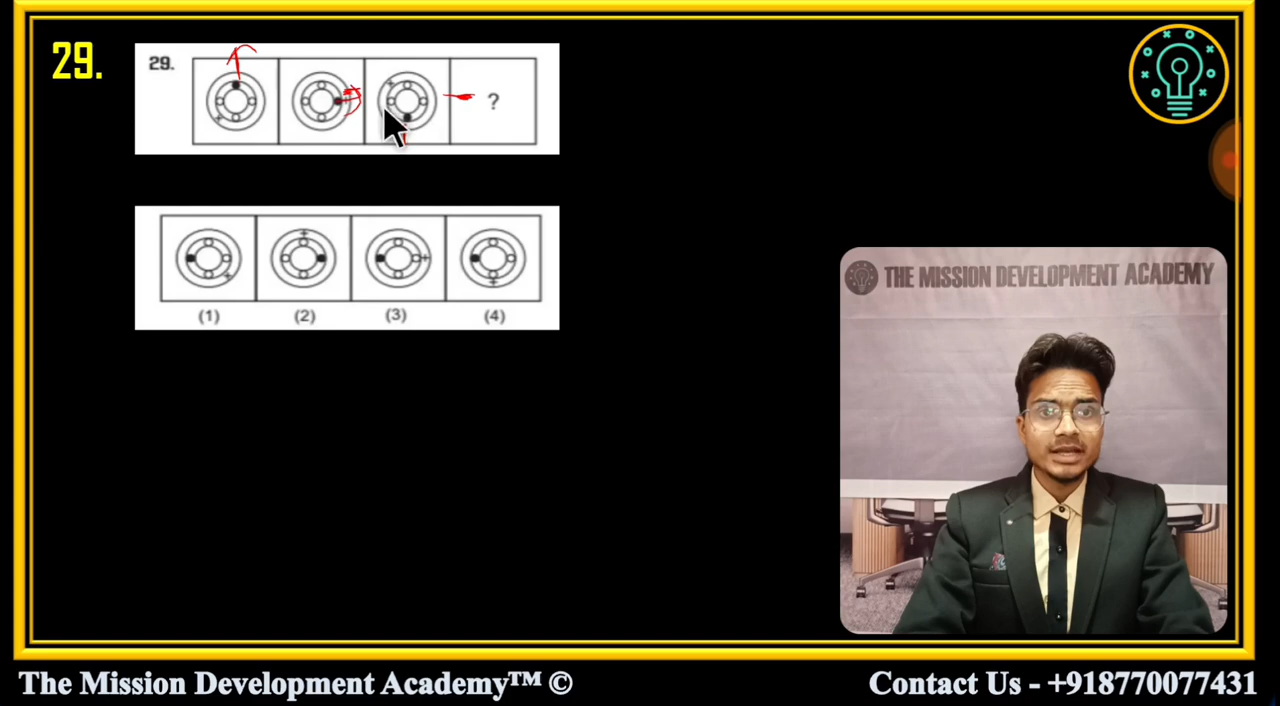 29.
29.
?
(1) (2) (3) (4)
THE MISSION DEVELOPMENT ACADEMY
The Mission Development Academy™ ©
Contact Us - +918770077431